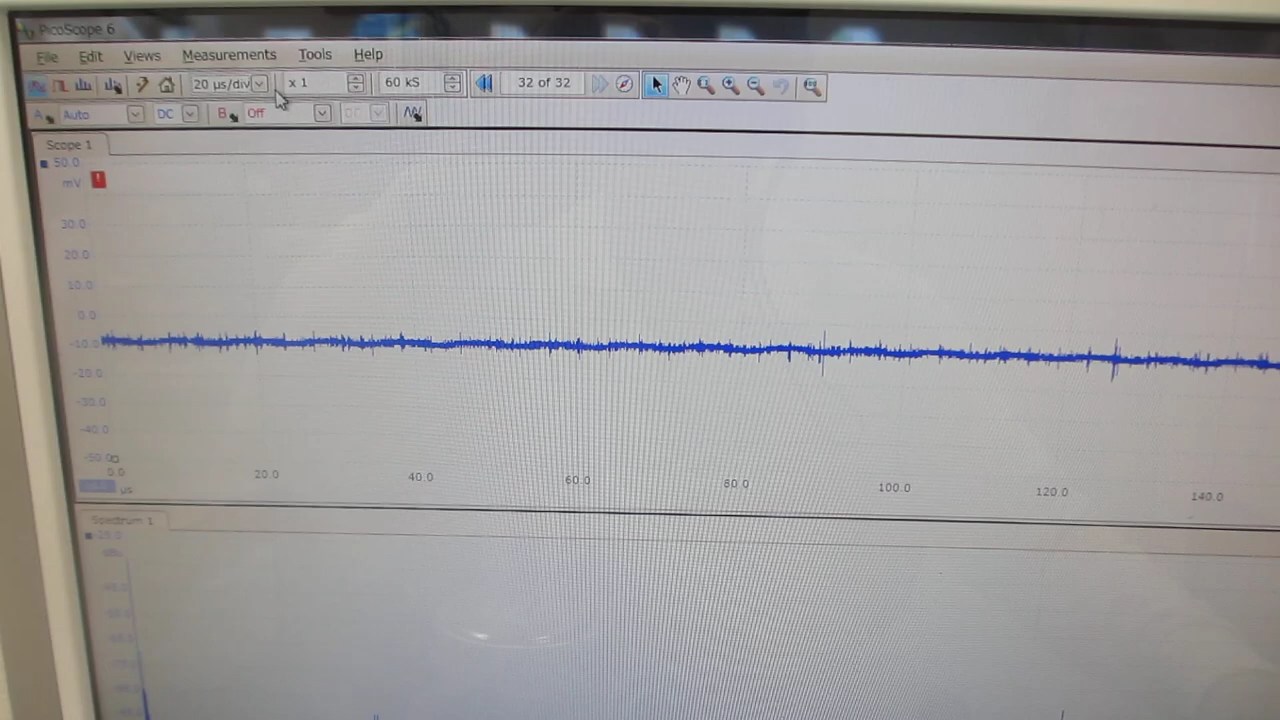 PicoScope 6
File Edit Views Measurements Tools Help
20 µs/div x 1 60 kS 32 of 32
A Auto DC B Off DC
Scope 1
50.0
mV
30.0
20.0
10.0
0.0
-10.0
-20.0
-30.0
-40.0
-50.0
0.0 20.0 40.0 60.0 80.0 100.0 120.0 140.0
µs
Spectrum 1